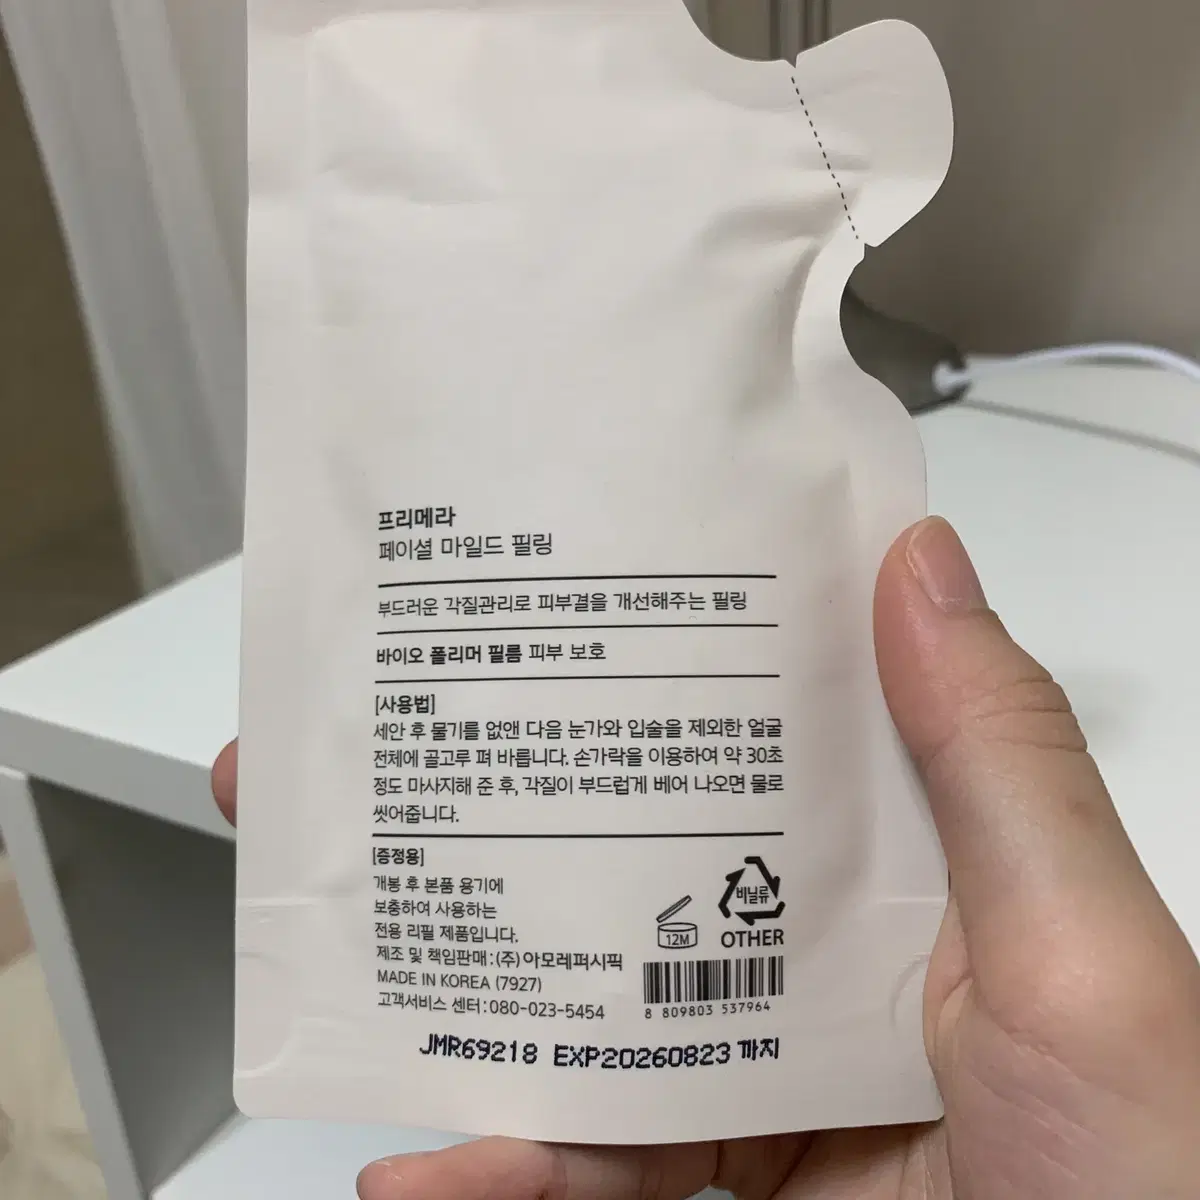 프리메라
페이셜 마일드 필링
부드러운 각질관리로 피부결을 개선해주는 필링
바이오 폴리머 필름 피부 보호
[사용법]
세안 후 물기를 없앤 다음 눈가와 입술을 제외한 얼굴
전체에 골고루 펴 바릅니다. 손가락을 이용하여 약 30초
정도 마사지해 준 후, 각질이 부드럽게 베어 나오면 물로
씻어줍니다.
[증정용]
개봉 후 본품 용기에
보충하여 사용하는
전용 리필 제품입니다.
제조 및 책임판매 : (주) 아모레퍼시픽
MADE IN KOREA (7927)
고객서비스 센터 : 080-023-5454
12M
비닐류
OTHER
8 809803 537964
JMR69218 EXP20260823 까지